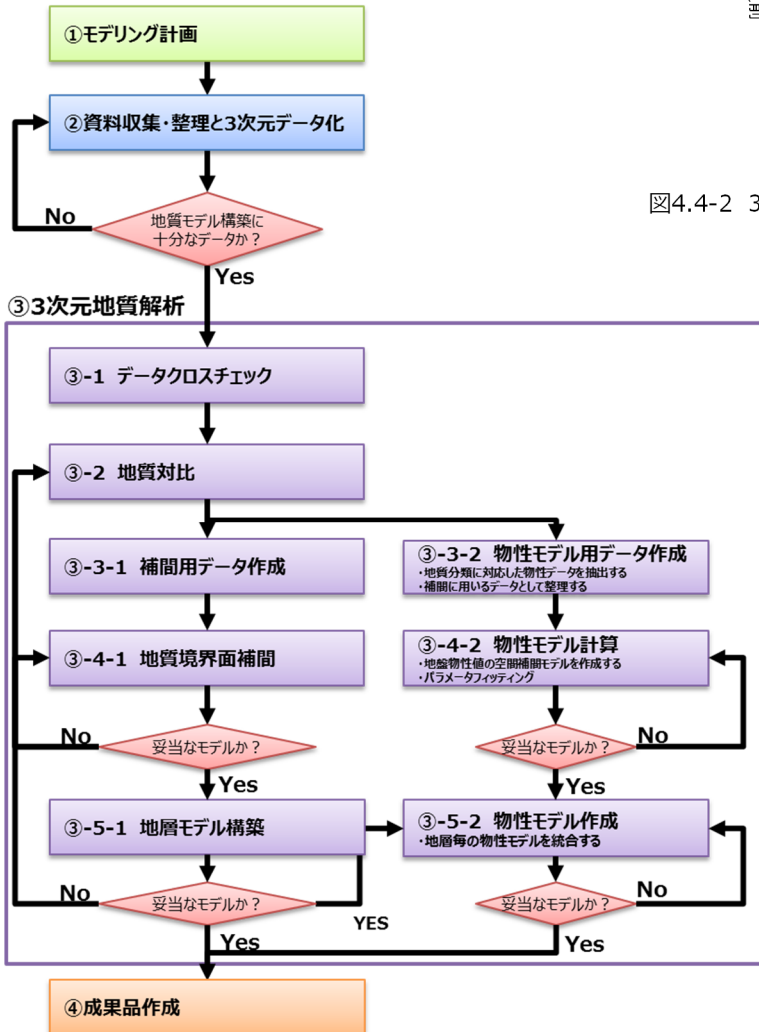 ①モデリング計画
②資料収集・整理と3次元データ化
図4.4-2 3
No
地質モデル構築に
十分なデータか？
Yes
③3次元地質解析
③-1 データクロスチェック
③-2 地質対比
③-3-1 補間用データ作成
③-3-2 物性モデル用データ作成
・地質分類に対応した物性データを抽出する
・補間に用いるデータとして整理する
③-4-1 地質境界面補間
③-4-2 物性モデル計算
・地盤物性値の空間補間モデルを作成する
・パラメータフィッティング
No
妥当なモデルか？
Yes
妥当なモデルか？
No
Yes
③-5-1 地層モデル構築
③-5-2 物性モデル作成
・地層毎の物性モデルを統合する
No
妥当なモデルか？
YES
Yes
妥当なモデルか？
No
Yes
④成果品作成